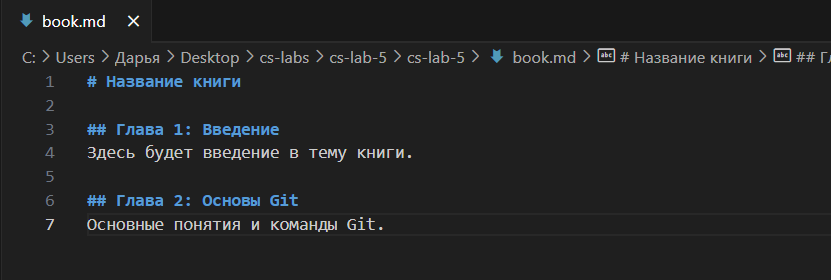 book.md ×
C: > Users > Дарья > Desktop > cs-labs > cs-lab-5 > cs-lab-5 > book.md > abc # Название книги > abc ## Гл
1 # Название книги
2
3 ## Глава 1: Введение
4 Здесь будет введение в тему книги.
5
6 ## Глава 2: Основы Git
7 Основные понятия и команды Git.